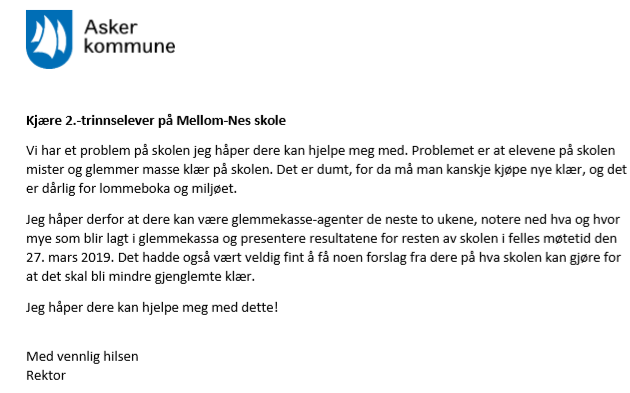 Asker
kommune
Kjære 2.-trinnselever på Mellom-Nes skole
Vi har et problem på skolen jeg håper dere kan hjelpe meg med. Problemet er at elevene på skolen
mister og glemmer masse klær på skolen. Det er dumt, for da må man kanskje kjøpe nye klær, og det
er dårlig for lommeboka og miljøet.
Jeg håper derfor at dere kan være glemmekasse-agenter de neste to ukene, notere ned hva og hvor
mye som blir lagt i glemmekassa og presentere resultatene for resten av skolen i felles møtetid den
27. mars 2019. Det hadde også vært veldig fint å få noen forslag fra dere på hva skolen kan gjøre for
at det skal bli mindre gjenglemte klær.
Jeg håper dere kan hjelpe meg med dette!
Med vennlig hilsen
Rektor